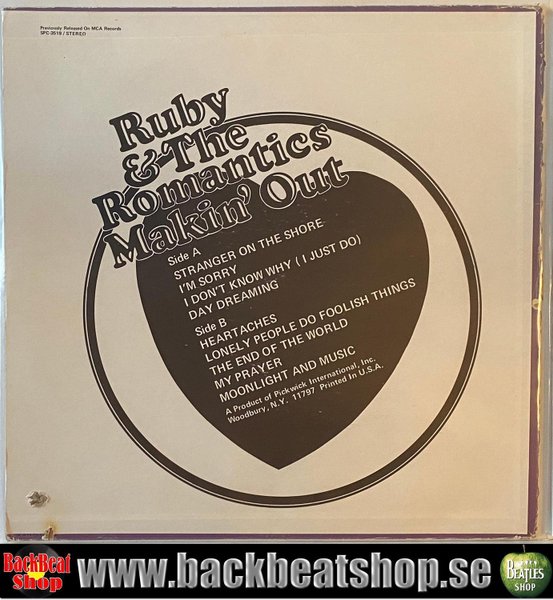 Previously Released On MCA Records
SPC-3519 / STEREO
Ruby
& The
Romantics
Makin' Out
Side A
STRANGER ON THE SHORE
I'M SORRY
I DON'T KNOW WHY ( I JUST DO)
DAY DREAMING
Side B
HEARTACHES
LONELY PEOPLE DO FOOLISH THINGS
THE END OF THE WORLD
MY PRAYER
MOONLIGHT AND MUSIC
A Product of Pickwick International, Inc.
Woodbury, N.Y. 11797 Printed In U.S.A.
BackBeat
Shop
www.backbeatshop.se
BEATLES
SHOP